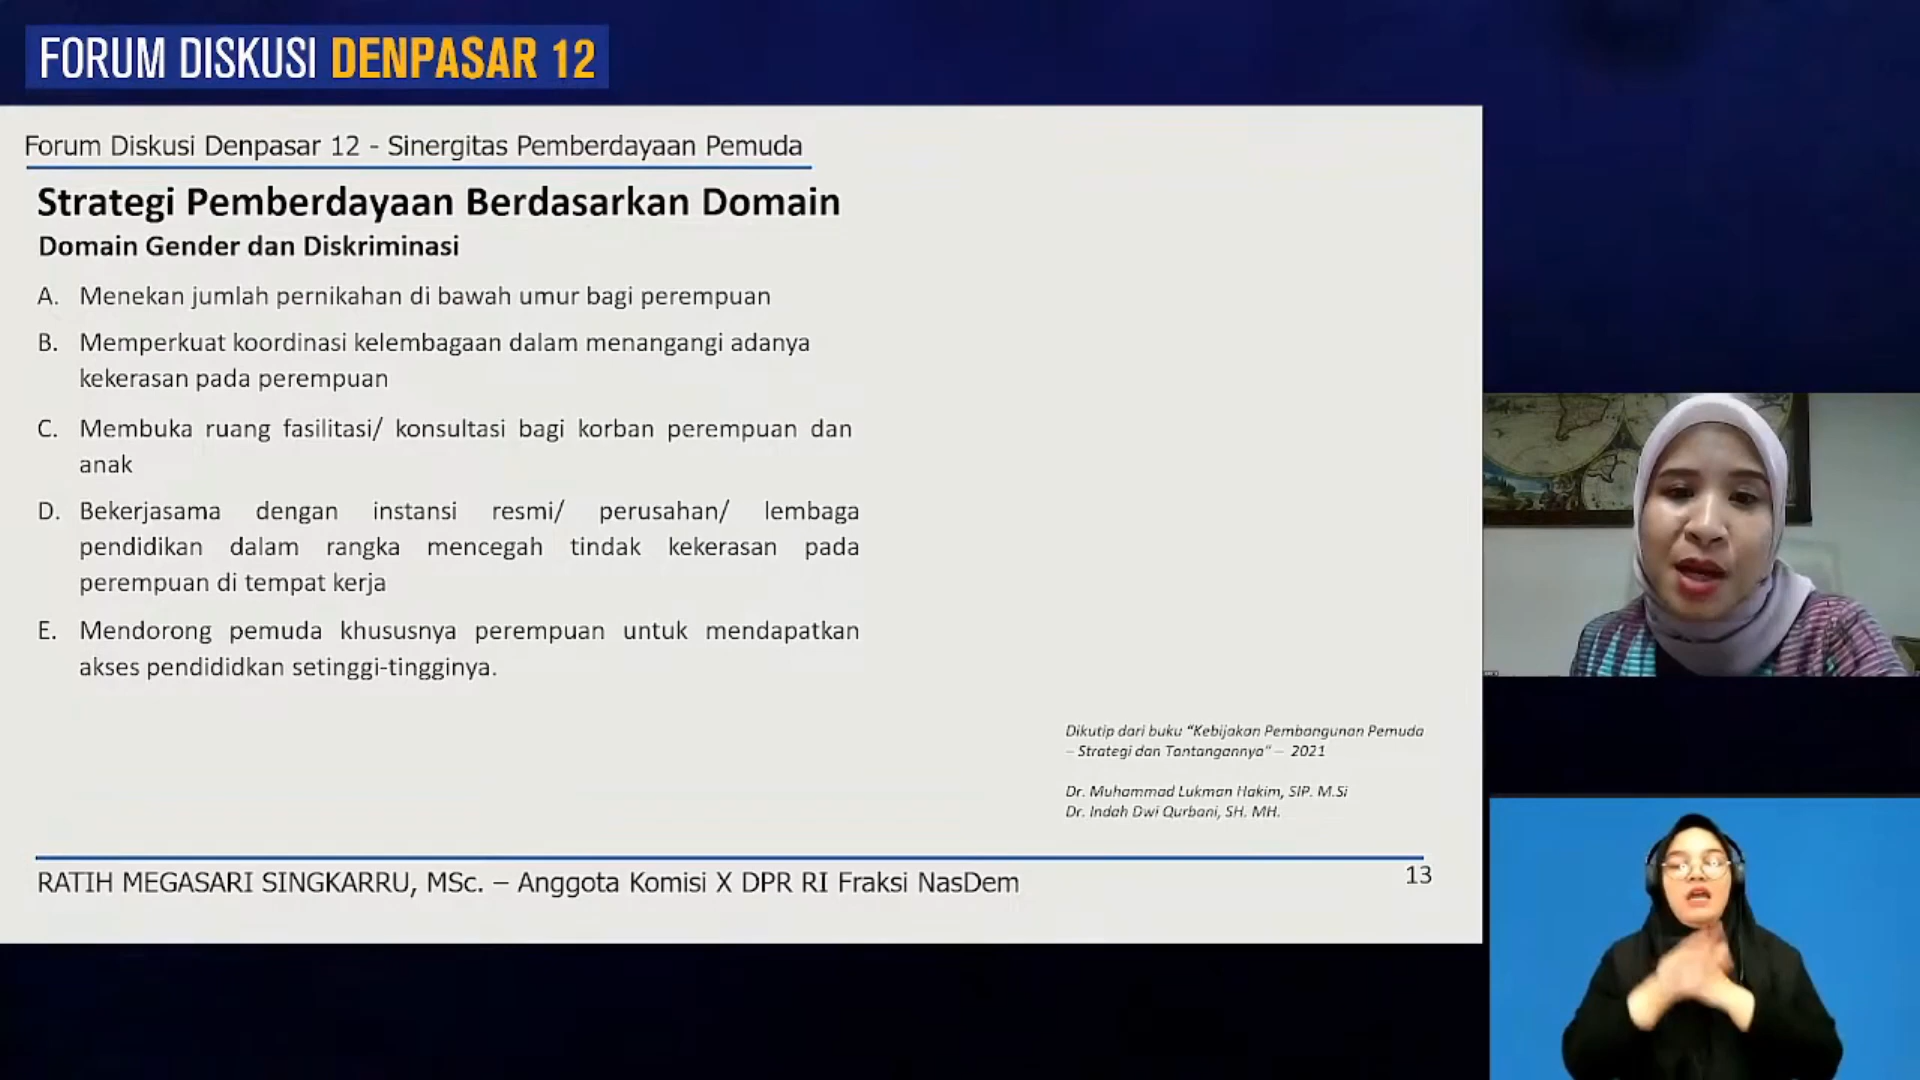 FORUM DISKUSI DENPASAR 12
Forum Diskusi Denpasar 12 - Sinergitas Pemberdayaan Pemuda
Strategi Pemberdayaan Berdasarkan Domain
Domain Gender dan Diskriminasi
A. Menekan jumlah pernikahan di bawah umur bagi perempuan
B. Memperkuat koordinasi kelembagaan dalam menangangi adanya
kekerasan pada perempuan
C. Membuka ruang fasilitasi/ konsultasi bagi korban perempuan dan
anak
D. Bekerjasama dengan instansi resmi/ perusahan/ lembaga
pendidikan dalam rangka mencegah tindak kekerasan pada
perempuan di tempat kerja
E. Mendorong pemuda khususnya perempuan untuk mendapatkan
akses pendididkan setinggi-tingginya.
Dikutip dari buku “Kebijakan Pembangunan Pemuda
– Strategi dan Tantangannya” – 2021
Dr. Muhammad Lukman Hakim, SIP. M.Si
Dr. Indah Dwi Qurbani, SH. MH.
RATIH MEGASARI SINGKARRU, MSc. – Anggota Komisi X DPR RI Fraksi NasDem
13